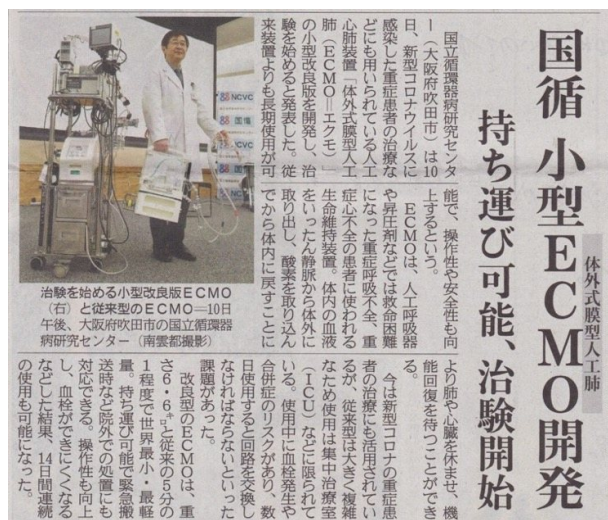 国循 小型ECMO開発
体外式膜型人工肺
持ち運び可能、治験開始
国立循環器病研究センタ
ー(大阪府吹田市)は10
日、新型コロナウイルスに
感染した重症患者の治療な
どにも用いられている人工
心肺装置「体外式膜型人工
肺(ECMO=エクモ)」
の小型改良版を開発し、治
験を始めると発表した。従
来装置よりも長期使用が可
能で、操作性や安全性も向
上するという。
ECMOは、人工呼吸器
や昇圧剤などでは救命困難
になった重症呼吸不全、重
症心不全の患者に使われる
生命維持装置。体内の血液
をいったん静脈から体外に
取り出し、酸素を取り込ん
でから体内に戻すことに
より肺や心臓を休ませ、機
能回復を待つことができ
る。
今は新型コロナの重症患
者の治療にも活用されてい
るが、従来型は大きく複雑
なため使用は集中治療室
(ICU)などに限られて
いる。使用中に血栓発生や
合併症のリスクがあり、数
日使用すると回路を交換し
なければならないといった
課題があった。
改良型のECMOは、重
さ6・6㌔と従来の5分の
1程度で世界最小・最軽
量。持ち運び可能で緊急搬
送時など院外での処置にも
対応できる。操作性も向上
し、血栓ができにくくなる
などした結果、14日間連続
の使用も可能になった。
NCVC
国循
NCVC
治験を始める小型改良版ECMO
(右)と従来型のECMO=10日
午後、大阪府吹田市の国立循環器
病研究センター(南雲都撮影)